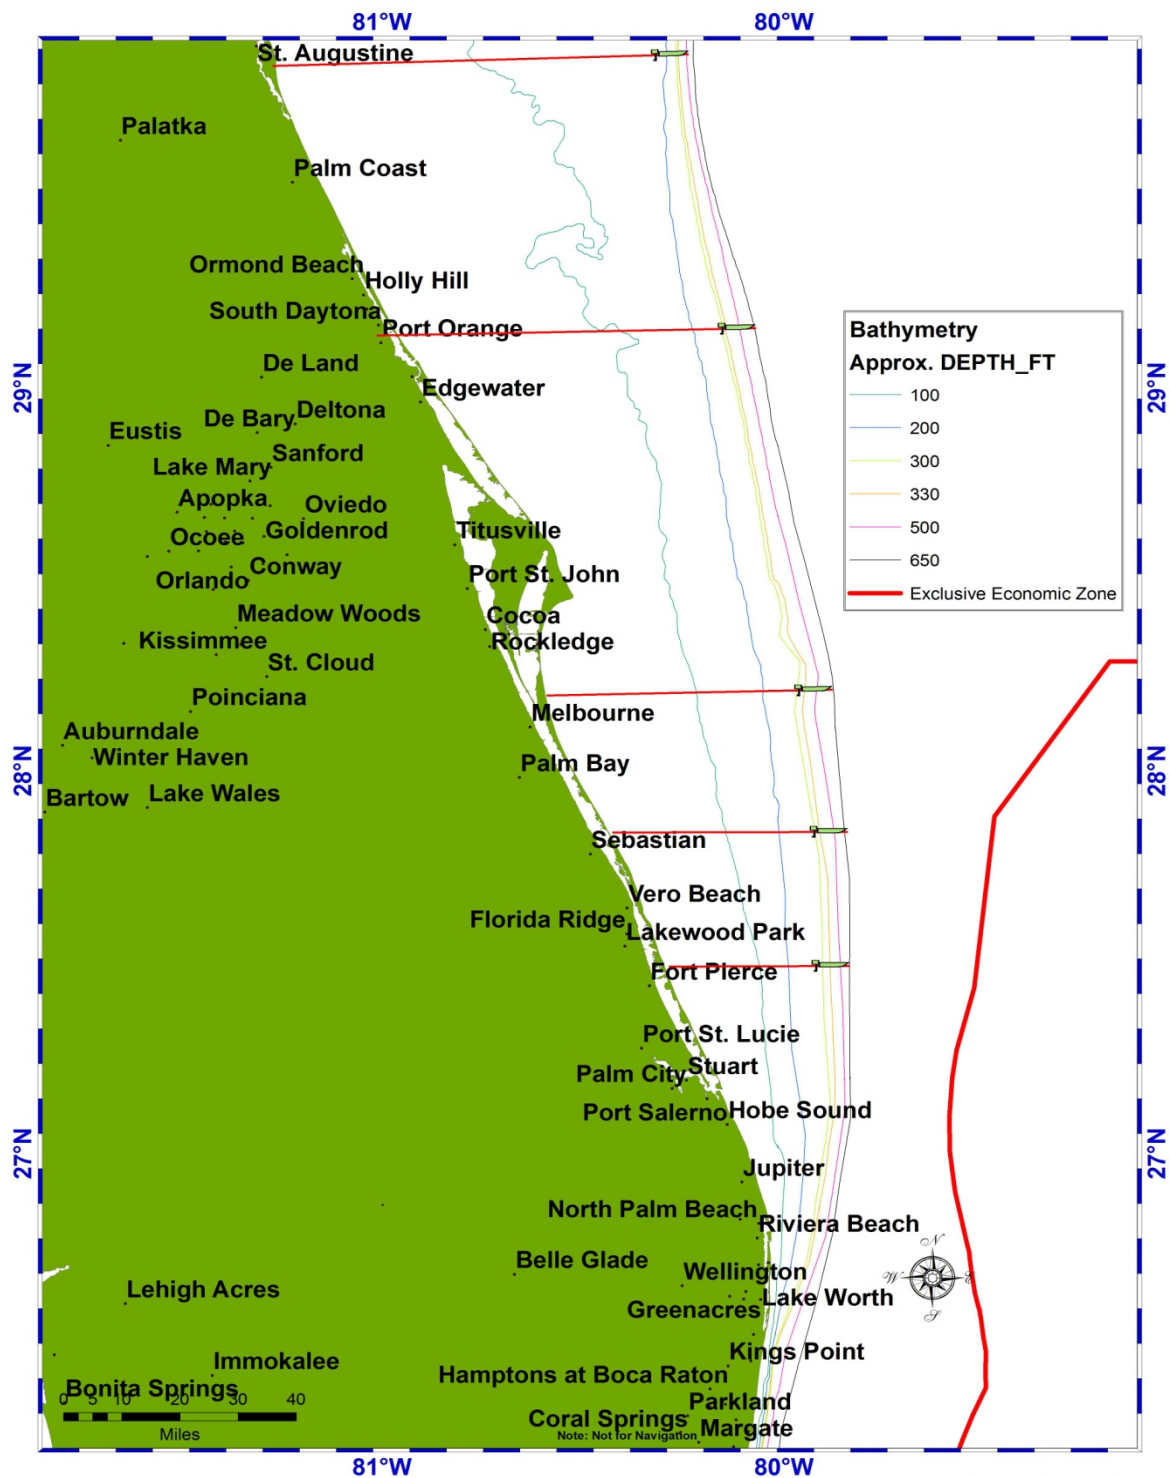 81°W 80°W
St. Augustine
Palatka
Palm Coast
Ormond Beach
Holly Hill
South Daytona
Port Orange
De Land
Edgewater
De Bary
Deltona
Eustis
Sanford
Lake Mary
Apopka
Oviedo
Titusville
Ocoee
Goldenrod
Conway
Orlando
Port St. John
Meadow Woods
Cocoa
Kissimmee
Rockledge
St. Cloud
Poinciana
Melbourne
Auburndale
Winter Haven
Palm Bay
Bartow
Lake Wales
Sebastian
Vero Beach
Florida Ridge
Lakewood Park
Fort Pierce
Port St. Lucie
Stuart
Palm City
Port Salerno
Hobe Sound
Jupiter
North Palm Beach
Riviera Beach
Belle Glade
Wellington
Lehigh Acres
Lake Worth
Greenacres
Kings Point
Immokalee
Hamptons at Boca Raton
Bonita Springs
Parkland
Coral Springs
Margate
Note: Not for Navigation
0 5 10 20 30 40
Miles
Bathymetry
Approx. DEPTH_FT
100
200
300
330
500
650
Exclusive Economic Zone
N
W E
S
29°N 29°N
28°N 28°N
27°N 27°N
81°W 80°W